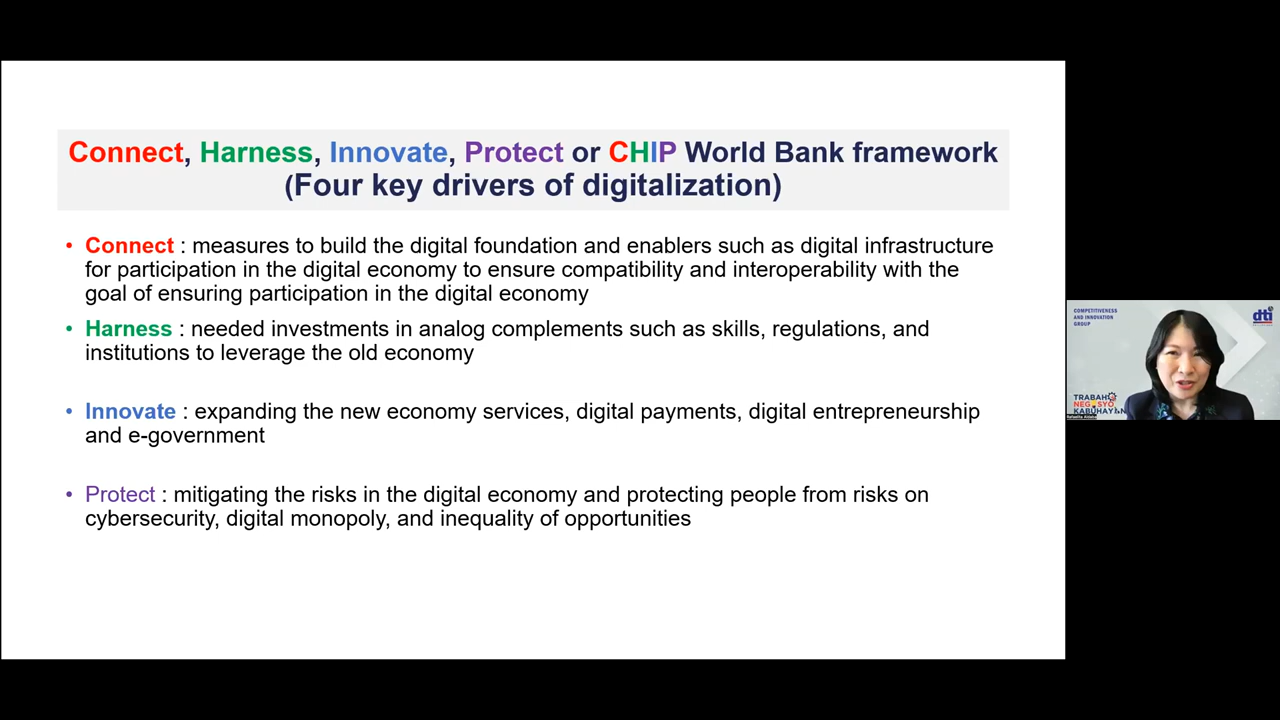 Connect, Harness, Innovate, Protect or CHIP World Bank framework
(Four key drivers of digitalization)
• Connect : measures to build the digital foundation and enablers such as digital infrastructure
for participation in the digital economy to ensure compatibility and interoperability with the
goal of ensuring participation in the digital economy
• Harness : needed investments in analog complements such as skills, regulations, and
institutions to leverage the old economy
• Innovate : expanding the new economy services, digital payments, digital entrepreneurship
and e-government
• Protect : mitigating the risks in the digital economy and protecting people from risks on
cybersecurity, digital monopoly, and inequality of opportunities
COMPETITIVENESS
AND INNOVATION
GROUP
dti
TRABAHO
NEGOSYO
KABUHAYAN